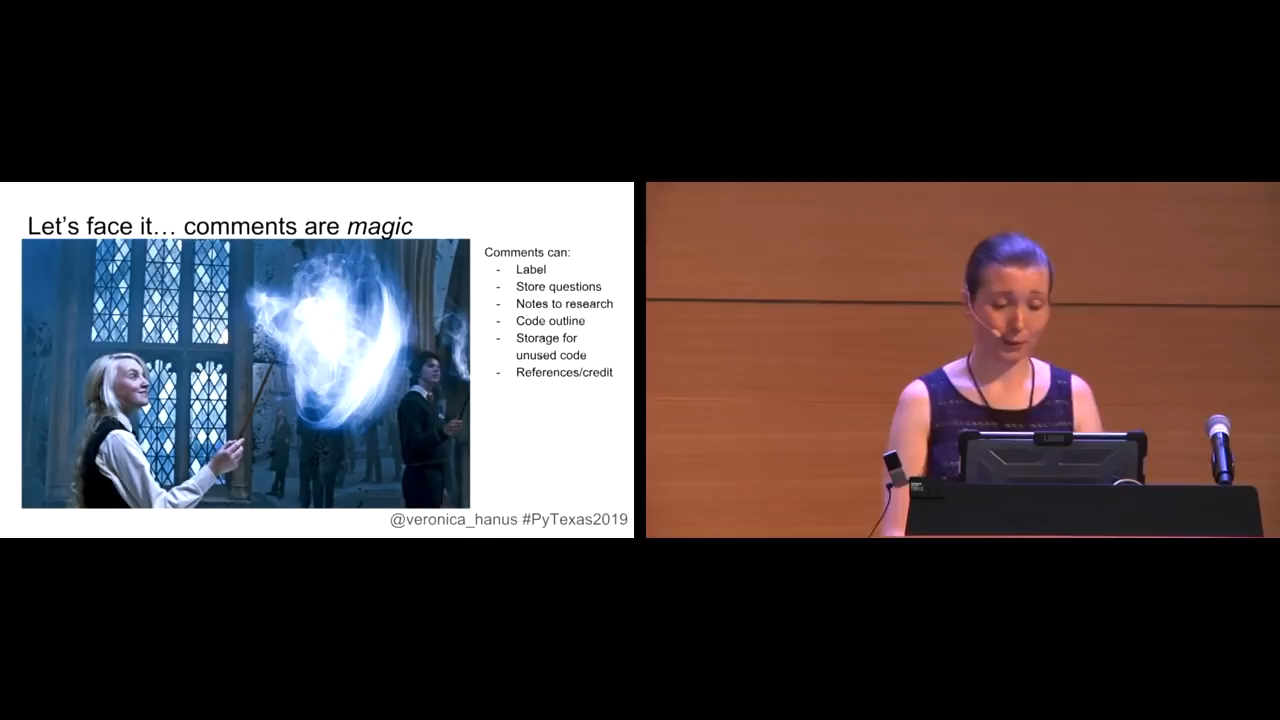 Let's face it… comments are magic
Comments can:
- Label
- Store questions
- Notes to research
- Code outline
- Storage for
unused code
- References/credit
@veronica_hanus #PyTexas2019